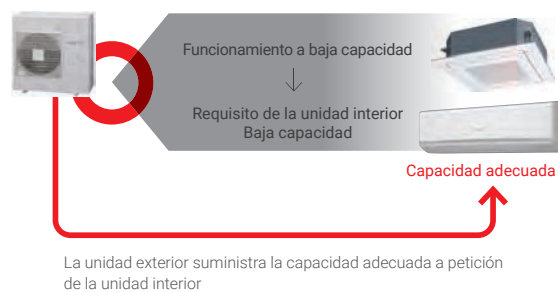 Funcionamiento a baja capacidad
Requisito de la unidad interior
Baja capacidad
Capacidad adecuada
La unidad exterior suministra la capacidad adecuada a petición
de la unidad interior